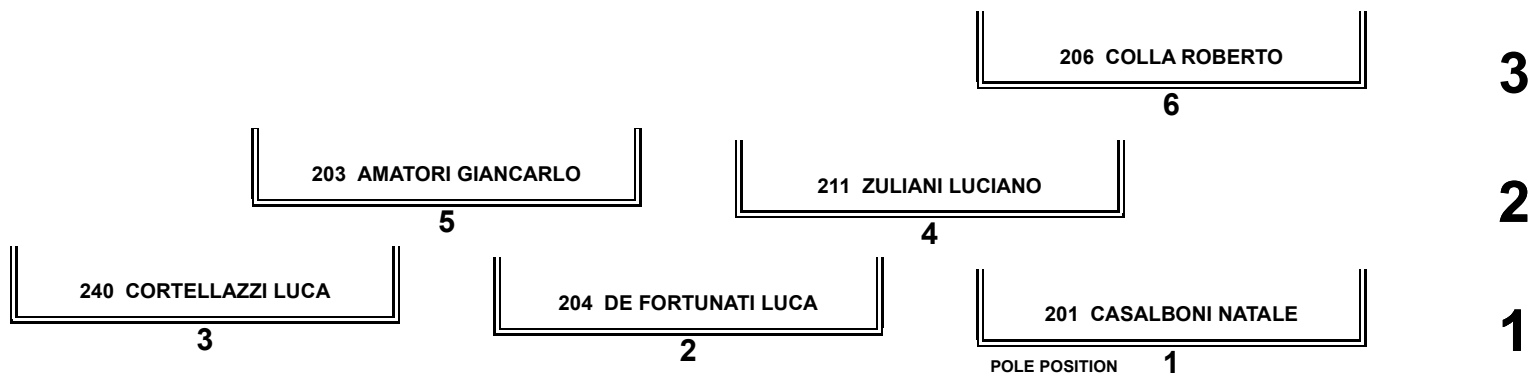 206 COLLA ROBERTO
6
3
203 AMATORI GIANCARLO
5
211 ZULIANI LUCIANO
4
2
240 CORTELLAZZI LUCA
3
204 DE FORTUNATI LUCA
2
201 CASALBONI NATALE
POLE POSITION 1
1